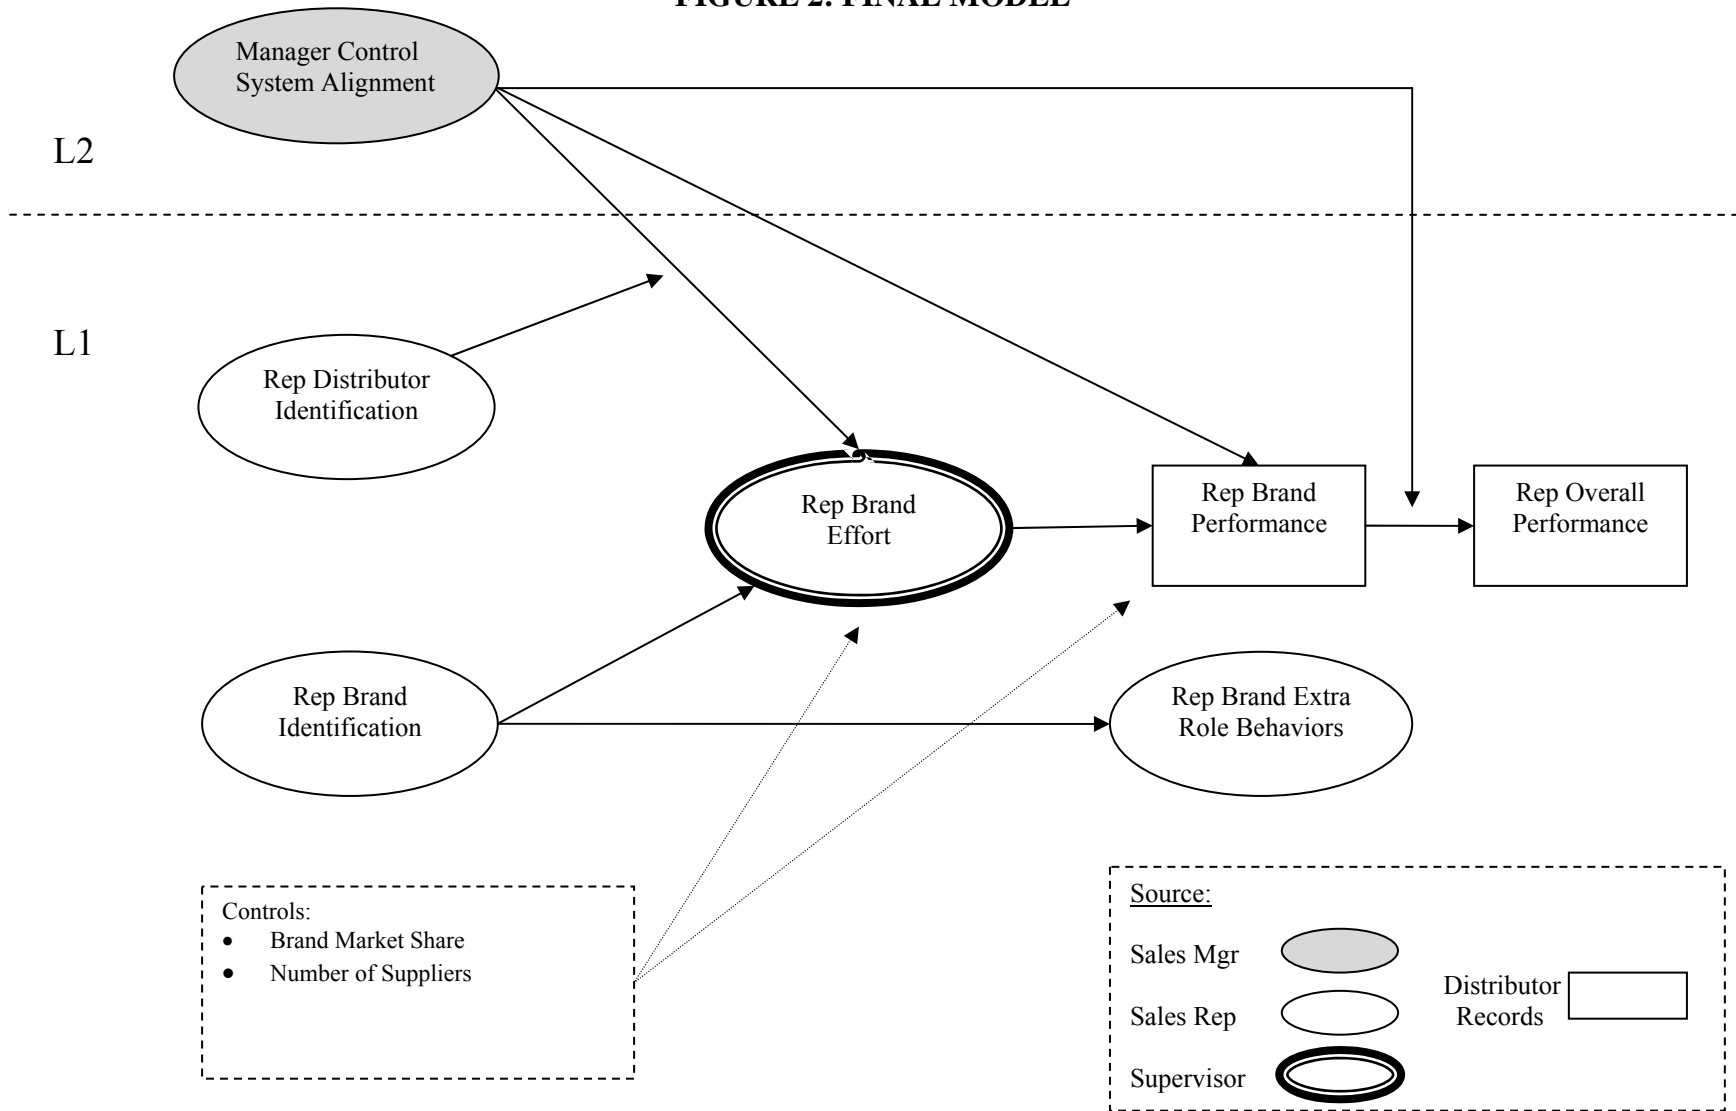 FIGURE 2: FINAL MODEL
Manager Control
System Alignment
L2
L1
Rep Distributor
Identification
Rep Brand
Effort
Rep Brand
Performance
Rep Overall
Performance
Rep Brand
Identification
Rep Brand Extra
Role Behaviors
Controls:
• Brand Market Share
• Number of Suppliers
Source:
Sales Mgr
Sales Rep
Supervisor
Distributor
Records